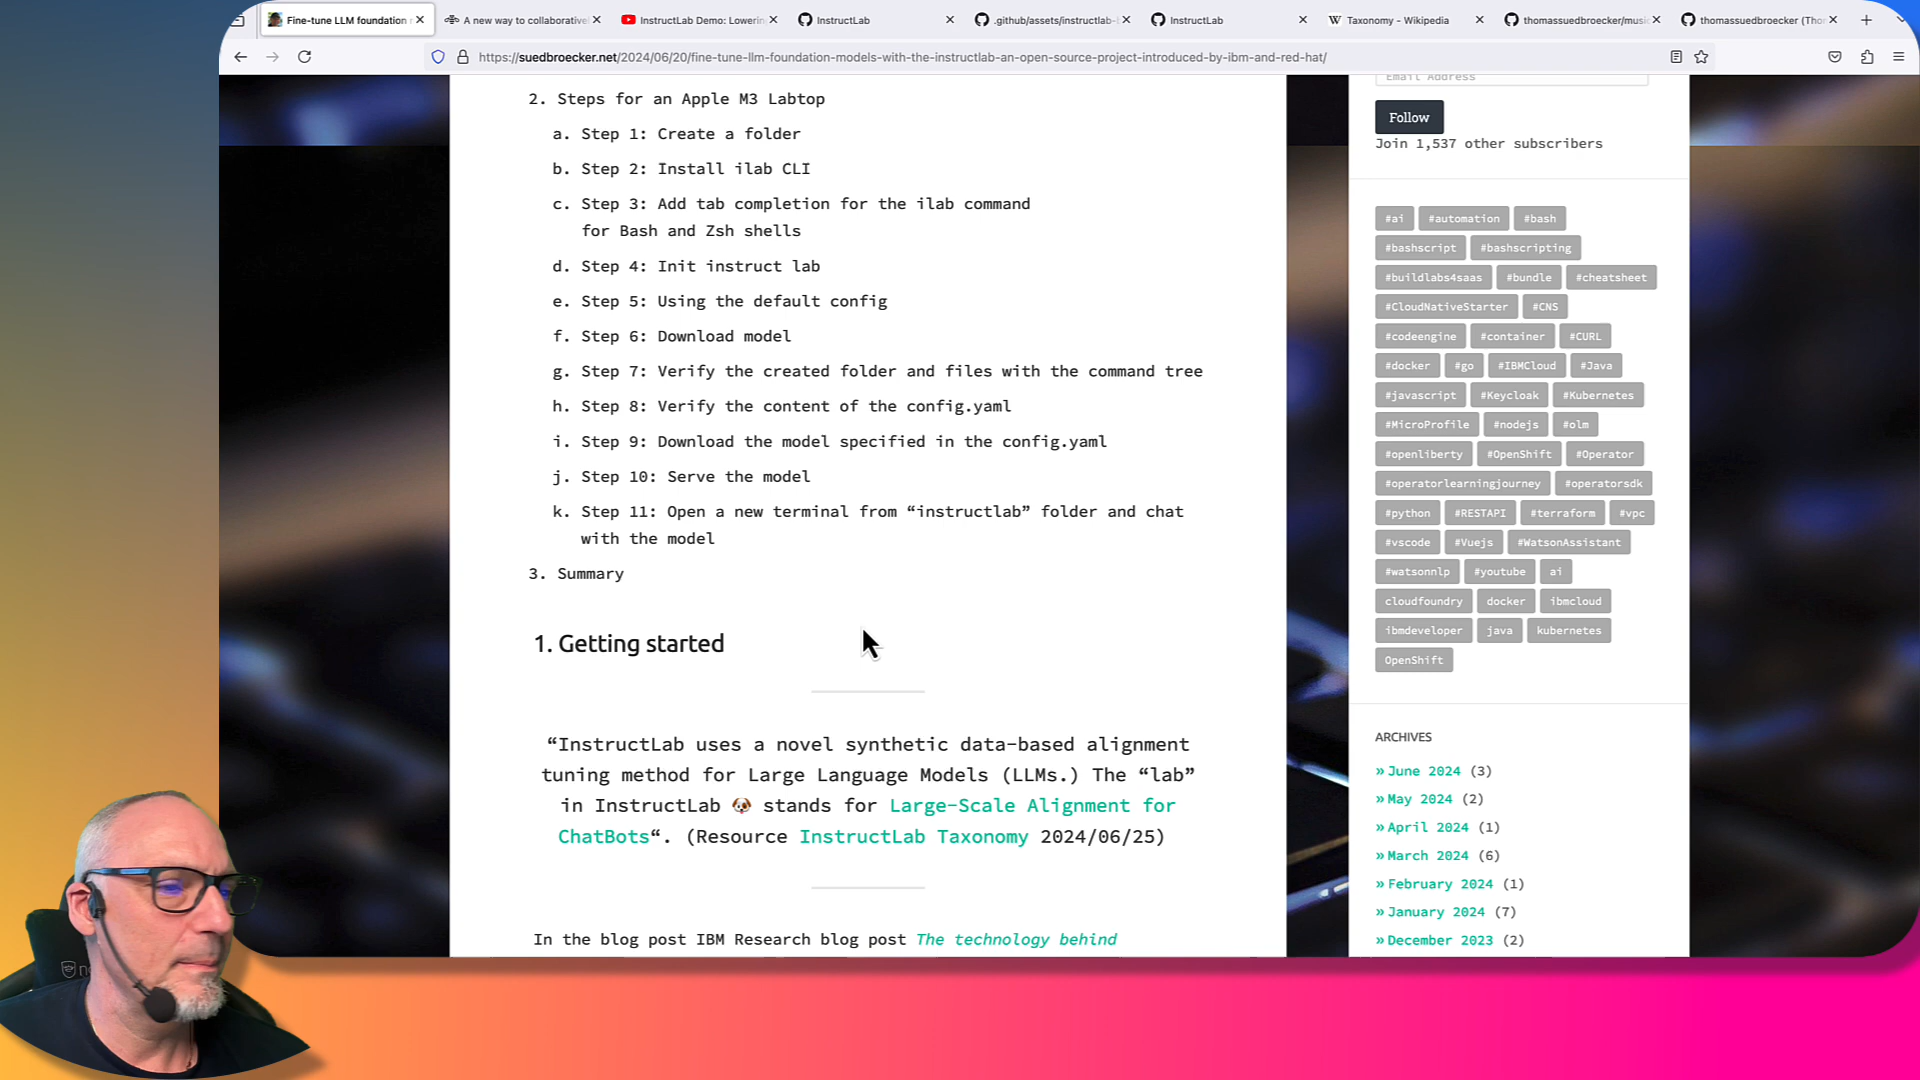 Fine-tune LLM foundation
A new way to collaborative
InstructLab Demo: Lowerin
InstructLab
.github/assets/instructlab-
InstructLab
Taxonomy - Wikipedia
thomassuedbroecker/music
thomassuedbroecker (Tho
https://suedbroecker.net/2024/06/20/fine-tune-llm-foundation-models-with-the-instructlab-an-open-source-project-introduced-by-ibm-and-red-hat/
2. Steps for an Apple M3 Labtop
a. Step 1: Create a folder
b. Step 2: Install ilab CLI
c. Step 3: Add tab completion for the ilab command
for Bash and Zsh shells
d. Step 4: Init instruct lab
e. Step 5: Using the default config
f. Step 6: Download model
g. Step 7: Verify the created folder and files with the command tree
h. Step 8: Verify the content of the config.yaml
i. Step 9: Download the model specified in the config.yaml
j. Step 10: Serve the model
k. Step 11: Open a new terminal from “instructlab” folder and chat
with the model
3. Summary
1. Getting started
“InstructLab uses a novel synthetic data-based alignment
tuning method for Large Language Models (LLMs.) The “lab”
in InstructLab 🐶 stands for Large-Scale Alignment for
ChatBots“. (Resource InstructLab Taxonomy 2024/06/25)
In the blog post IBM Research blog post The technology behind
Email Address
Follow
Join 1,537 other subscribers
#ai #automation #bash
#bashscript #bashscripting
#buildlabs4saas #bundle #cheatsheet
#CloudNativeStarter #CNS
#codeengine #container #CURL
#docker #go #IBMCloud #Java
#javascript #Keycloak #Kubernetes
#MicroProfile #nodejs #olm
#openliberty #OpenShift #Operator
#operatorlearningjourney #operatorsdk
#python #RESTAPI #terraform #vpc
#vscode #Vuejs #WatsonAssistant
#watsonnlp #youtube ai
cloudfoundry docker ibmcloud
ibmdeveloper java kubernetes
OpenShift
ARCHIVES
» June 2024 (3)
» May 2024 (2)
» April 2024 (1)
» March 2024 (6)
» February 2024 (1)
» January 2024 (7)
» December 2023 (2)